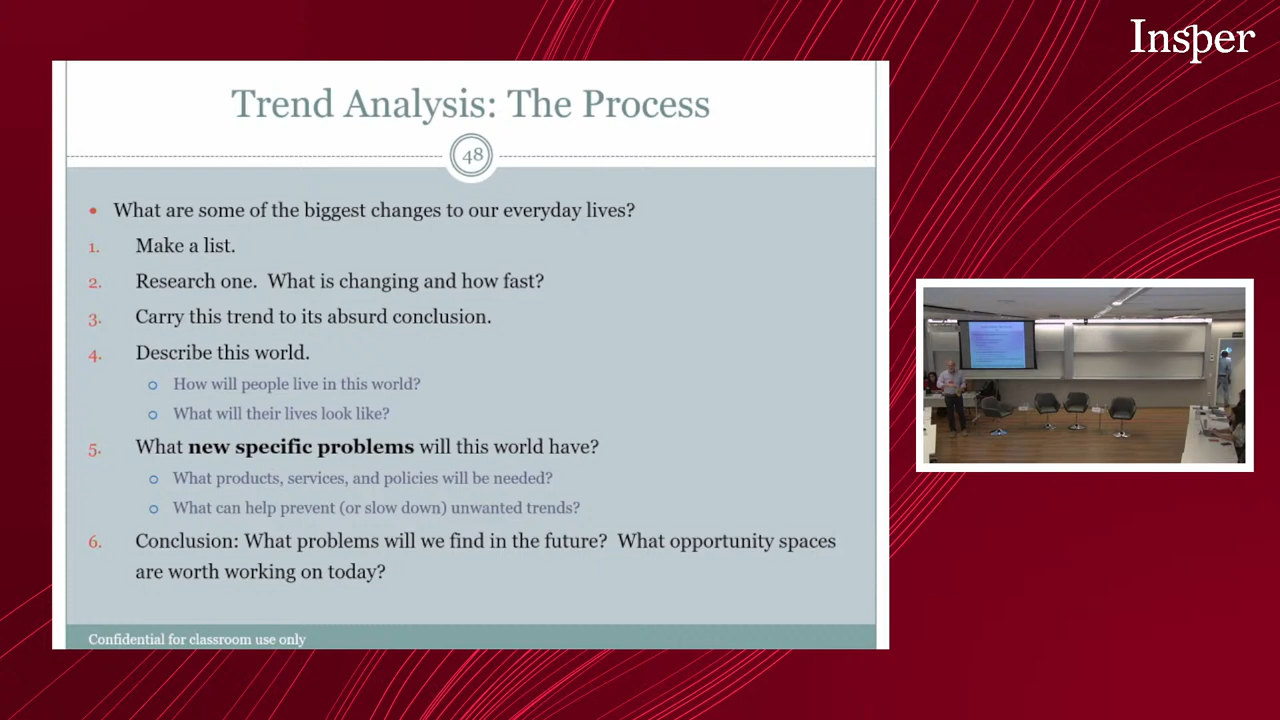 Insper
Trend Analysis: The Process
48
• What are some of the biggest changes to our everyday lives?
1. Make a list.
2. Research one. What is changing and how fast?
3. Carry this trend to its absurd conclusion.
4. Describe this world.
How will people live in this world?
What will their lives look like?
5. What new specific problems will this world have?
What products, services, and policies will be needed?
What can help prevent (or slow down) unwanted trends?
6. Conclusion: What problems will we find in the future? What opportunity spaces
are worth working on today?
Confidential for classroom use only